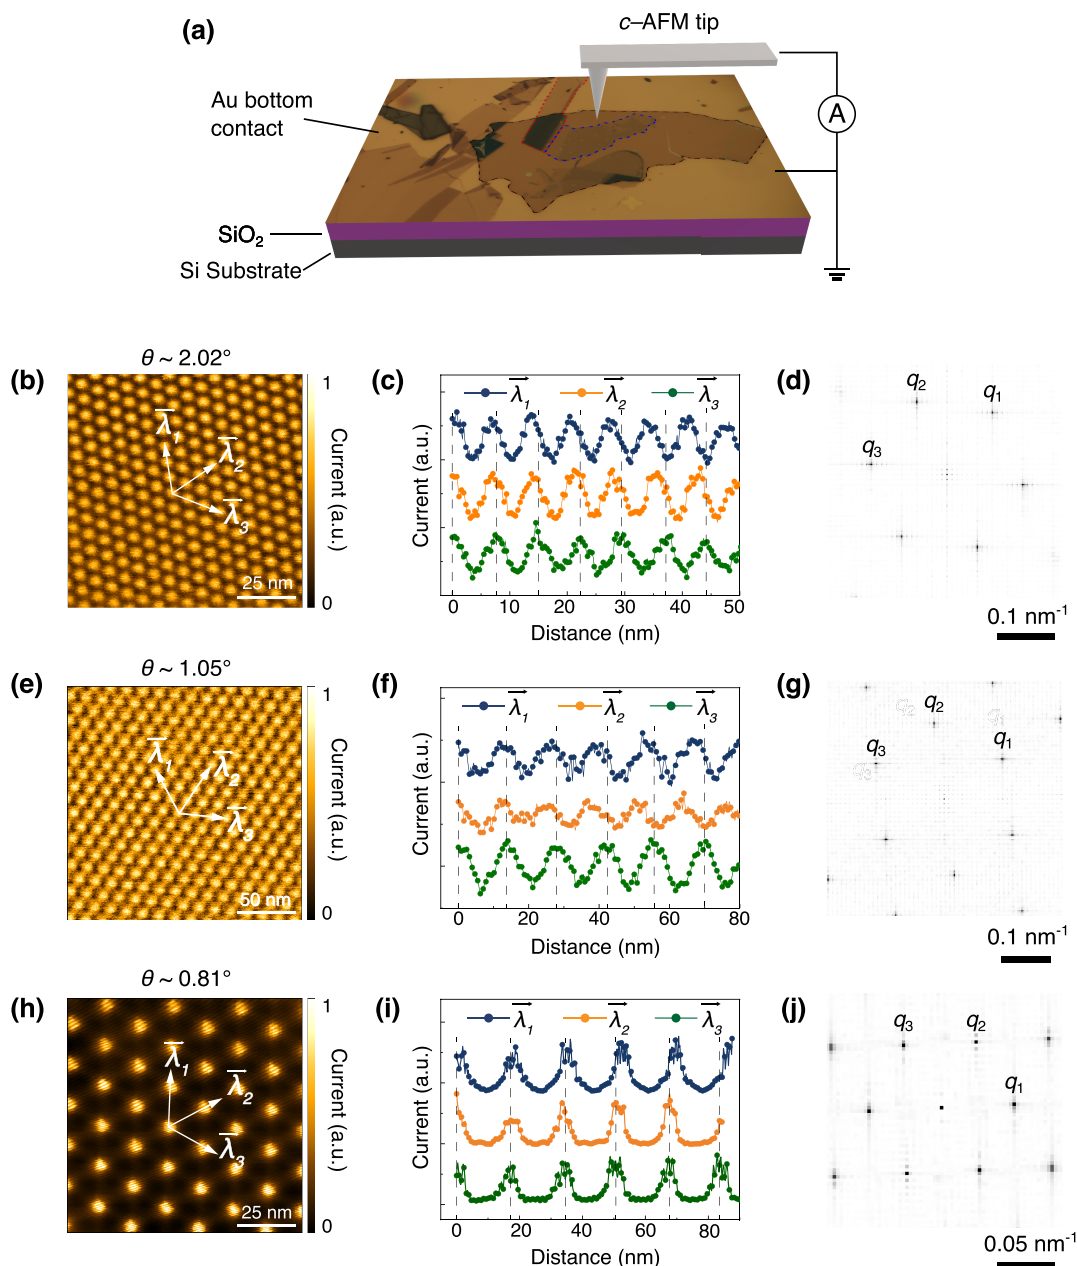 (a)
c–AFM tip
Au bottom
contact
A
SiO2
Si Substrate
θ ~ 2.02°
(b)
λ1
λ2
λ3
25 nm
1
0
Current (a.u.)
(c)
λ1 λ2 λ3
Current (a.u.)
0 10 20 30 40 50
Distance (nm)
(d)
q2
q1
q3
0.1 nm-1
θ ~ 1.05°
(e)
λ1
λ2
λ3
50 nm
1
0
Current (a.u.)
(f)
λ1 λ2 λ3
Current (a.u.)
0 20 40 60 80
Distance (nm)
(g)
q2 q2 q1
q3 q1
q3
0.1 nm-1
θ ~ 0.81°
(h)
λ1
λ2
λ3
25 nm
1
0
Current (a.u.)
(i)
λ1 λ2 λ3
Current (a.u.)
0 20 40 60 80
Distance (nm)
(j)
q3 q2
q1
0.05 nm-1